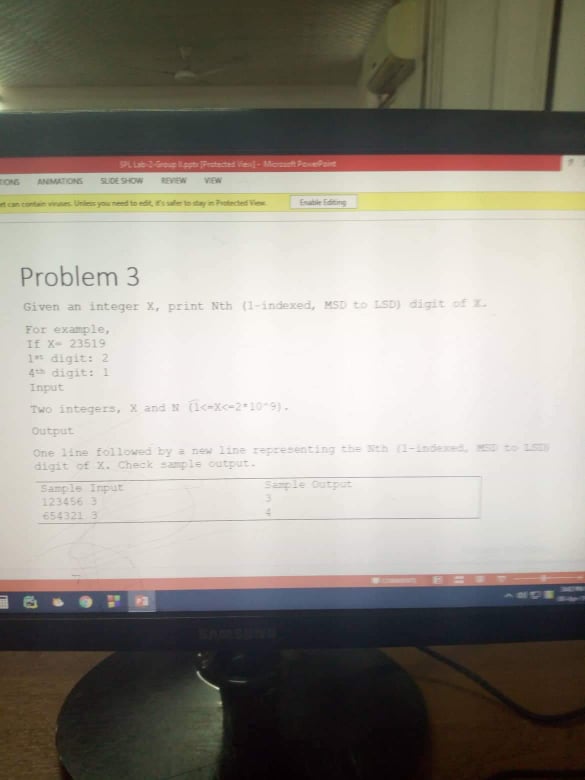 SPL Lab-2-Group II.pptx [Protected View] - Microsoft PowerPoint
TIONS ANIMATIONS SLIDE SHOW REVIEW VIEW
et can contain viruses. Unless you need to edit, it's safer to stay in Protected View. Enable Editing
Problem 3
Given an integer X, print Nth (1-indexed, MSD to LSD) digit of X.
For example,
If X= 23519
1st digit: 2
4th digit: 1
Input
Two integers, X and N (1<=X<=2*10^9).
Output
One line followed by a new line representing the Nth (1-indexed, MSD to LSD)
digit of X. Check sample output.
Sample Input Sample Output
123456 3 3
654321 3 4
COMMENTS
SAMSUNG